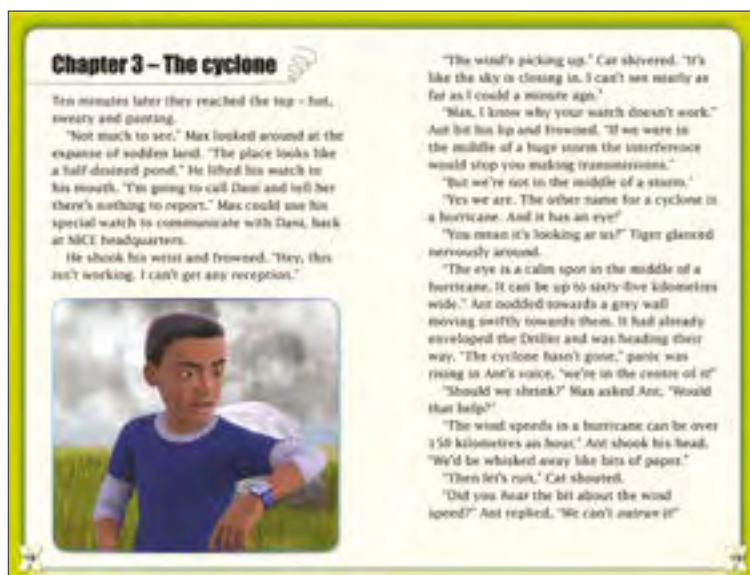 Chapter 3 – The cyclone
Ten minutes later they reached the top – hot,
sweaty and panting.
"Not much to see." Max looked around at the
expanse of sodden land. "The place looks like
a half-drained pond." He lifted his watch to
his mouth. "I'm going to call Dani and tell her
there's nothing to report." Max could use his
special watch to communicate with Dani, back
at NICE headquarters.
He shook his wrist and frowned. "Hey, this
isn't working. I can't get any reception."
"The wind's picking up." Cat shivered. "It's
like the sky is closing in. I can't see nearly as
far as I could a minute ago."
"Max, I know why your watch doesn't work."
Ant bit his lip and frowned. "If we were in
the middle of a huge storm the interference
would stop you making transmissions."
"But we're not in the middle of a storm."
"Yes we are. The other name for a cyclone is
a hurricane. And it has an eye!"
"You mean it's looking at us?" Tiger glanced
nervously around.
"The eye is a calm spot in the middle of a
hurricane. It can be up to sixty-five kilometres
wide." Ant nodded towards a grey wall
moving swiftly towards them. It had already
enveloped the Driller and was heading their
way. "The cyclone hasn't gone," panic was
rising in Ant's voice, "we're in the centre of it!"
"Should we shrink?" Max asked Ant. "Would
that help?"
"The wind speeds in a hurricane can be over
150 kilometres an hour." Ant shook his head.
"We'd be whisked away like bits of paper."
"Then let's run," Cat shouted.
"Did you hear the bit about the wind
speed?" Ant replied. "We can't outrun it!"